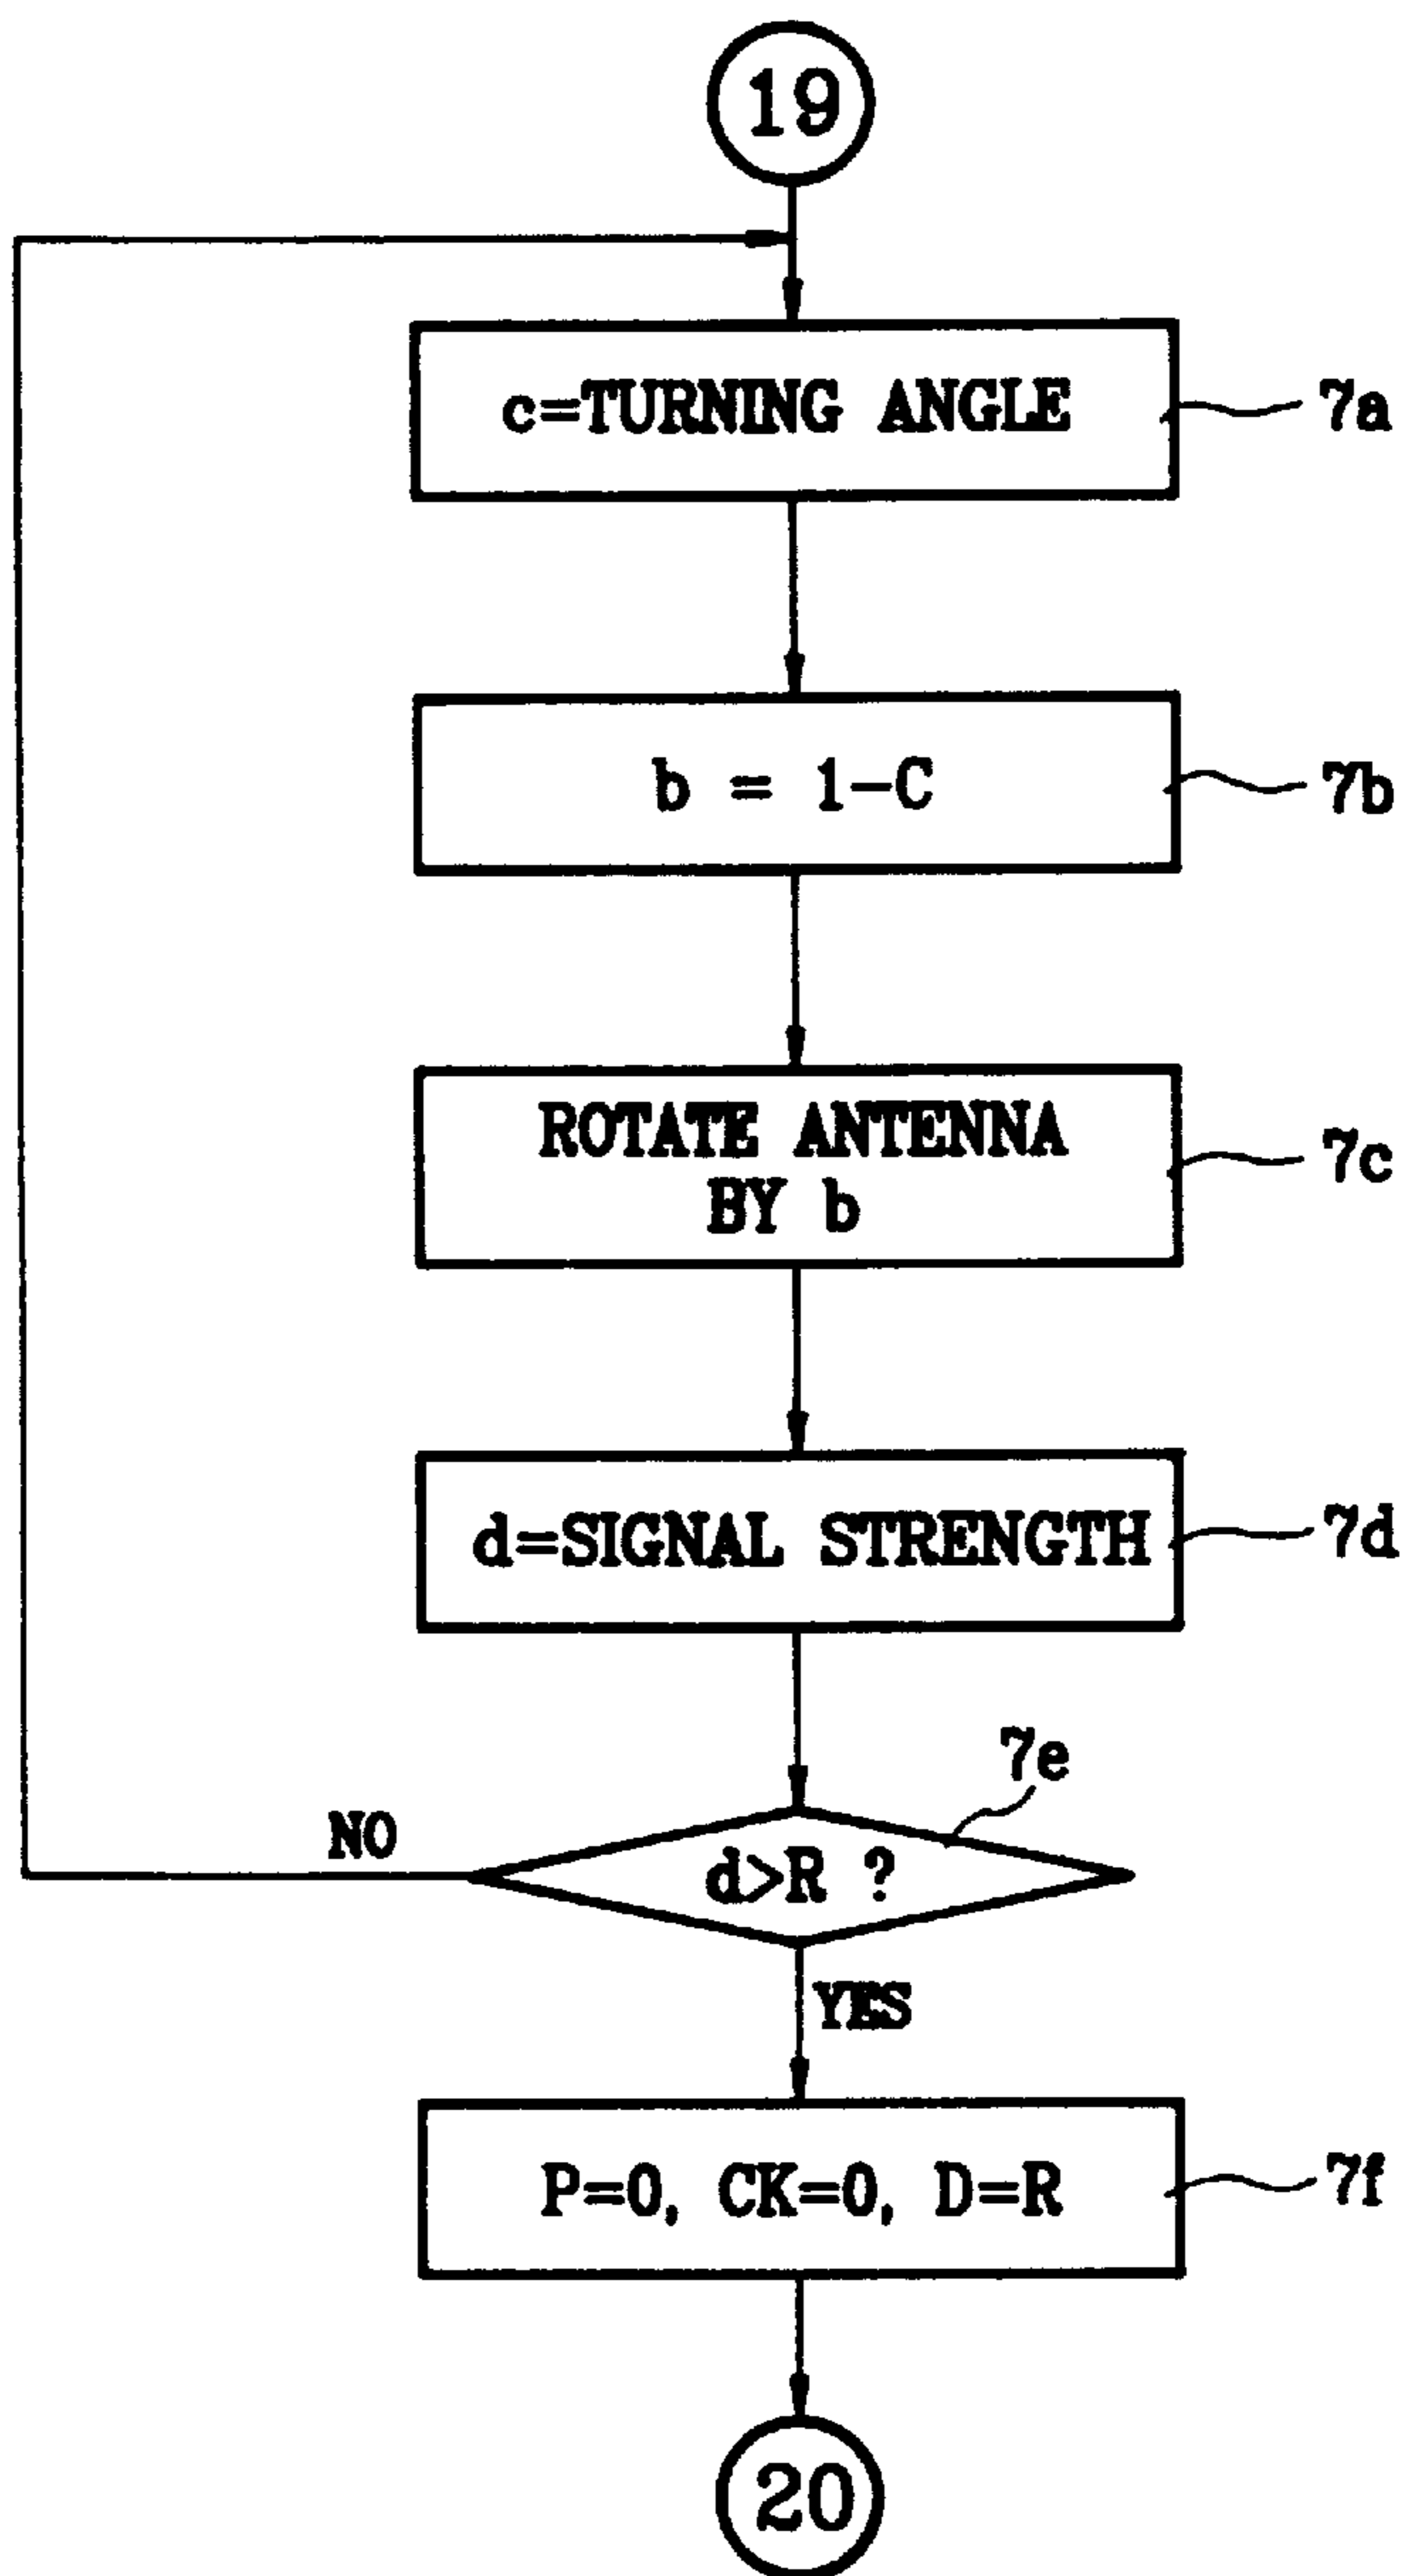 19
c=TURNING ANGLE
7a
b = 1-C
7b
ROTATE ANTENNA
BY b
7c
d=SIGNAL STRENGTH
7d
7e
NO
d>R ?
YES
P=0, CK=0, D=R
7f
20